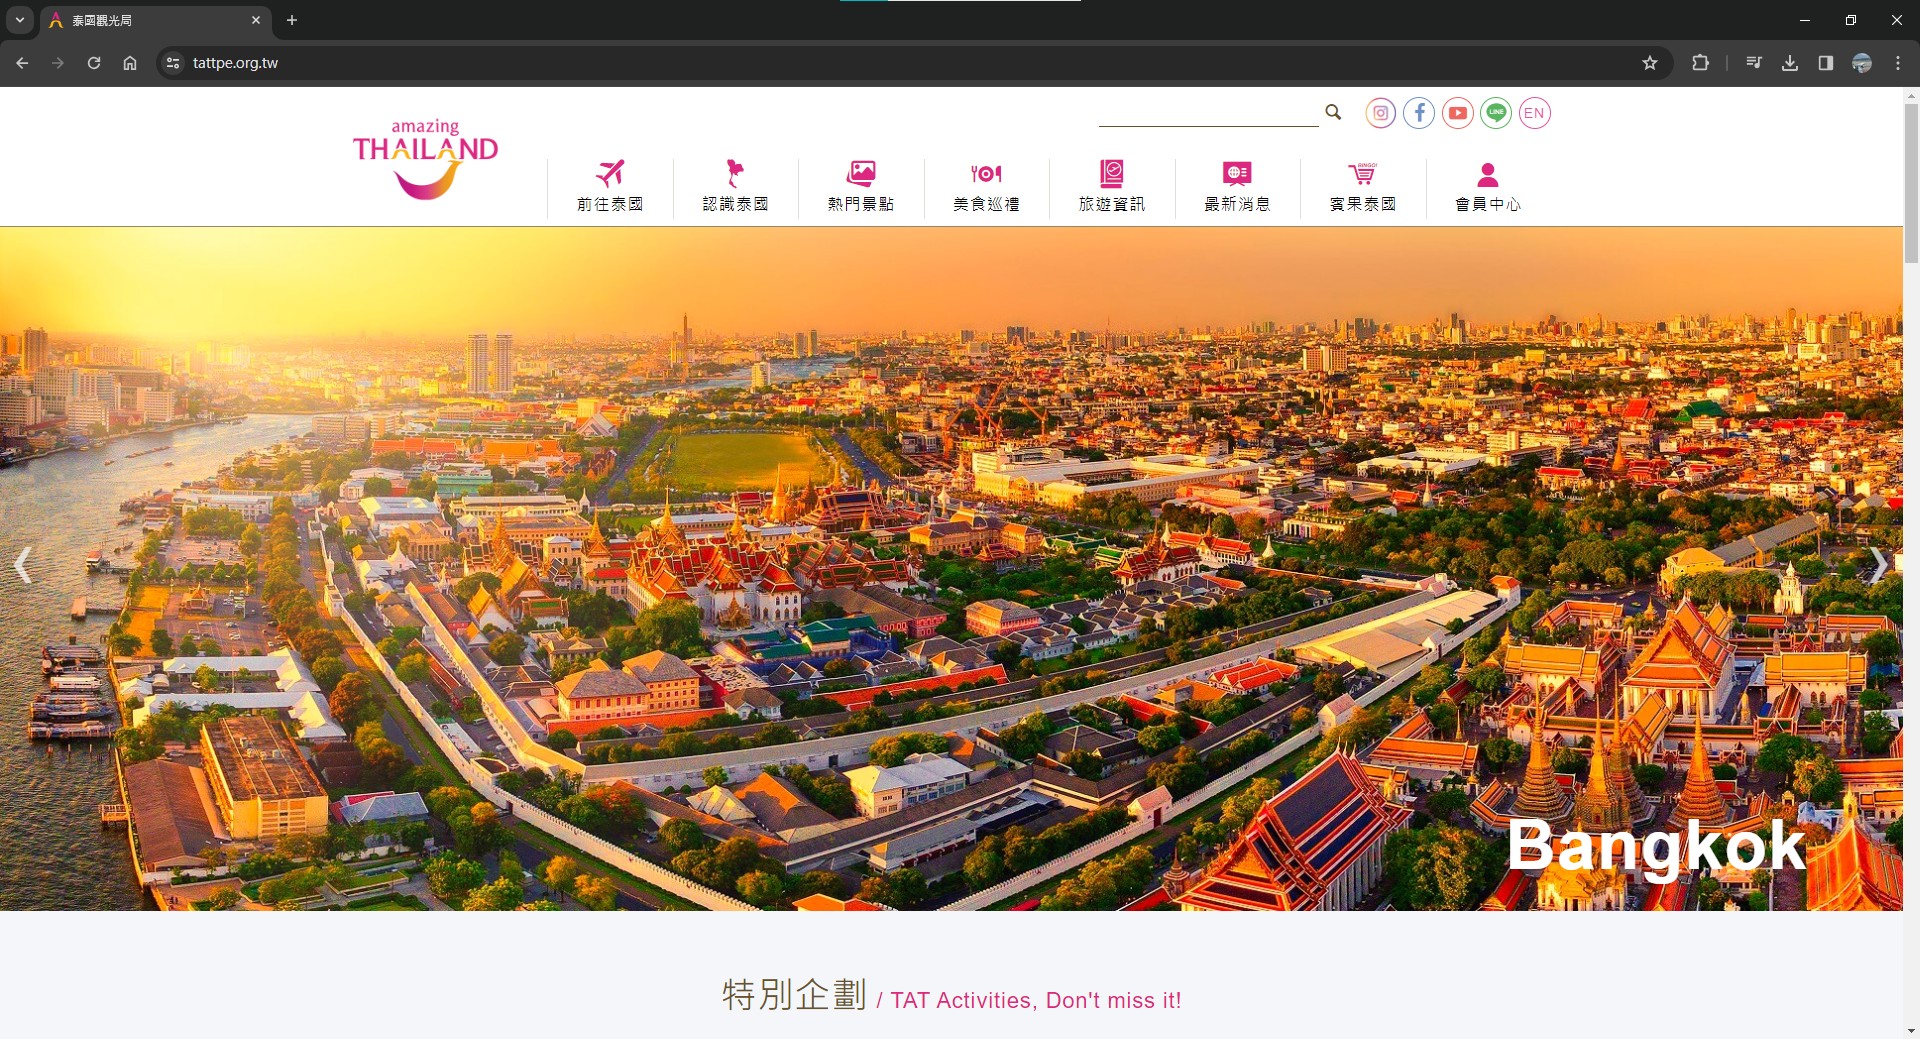 泰國觀光局
tattpe.org.tw
amazing
THAILAND
LINE
EN
前往泰國
認識泰國
熱門景點
美食巡禮
旅遊資訊
最新消息
BINGO!
賓果泰國
會員中心
Bangkok
特別企劃 / TAT Activities, Don't miss it!